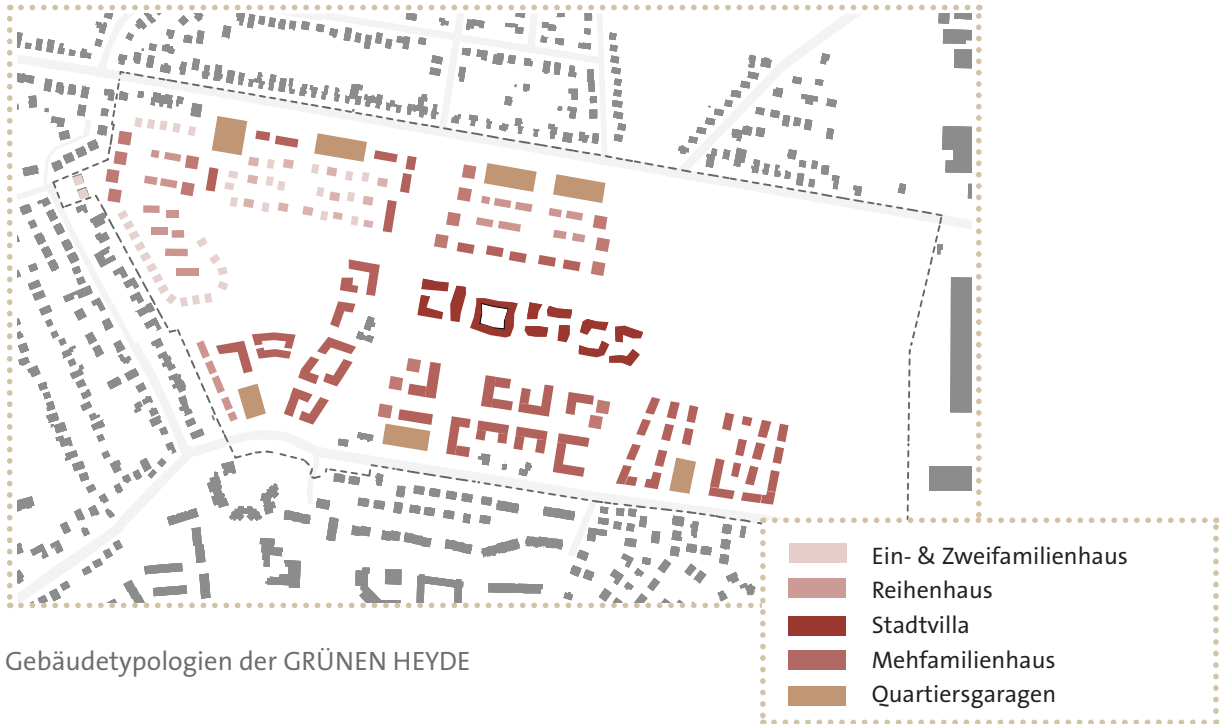 Ein- & Zweifamilienhaus
Reihenhaus
Stadtvilla
Mehfamilienhaus
Quartiersgaragen
Gebäudetypologien der GRÜNEN HEYDE